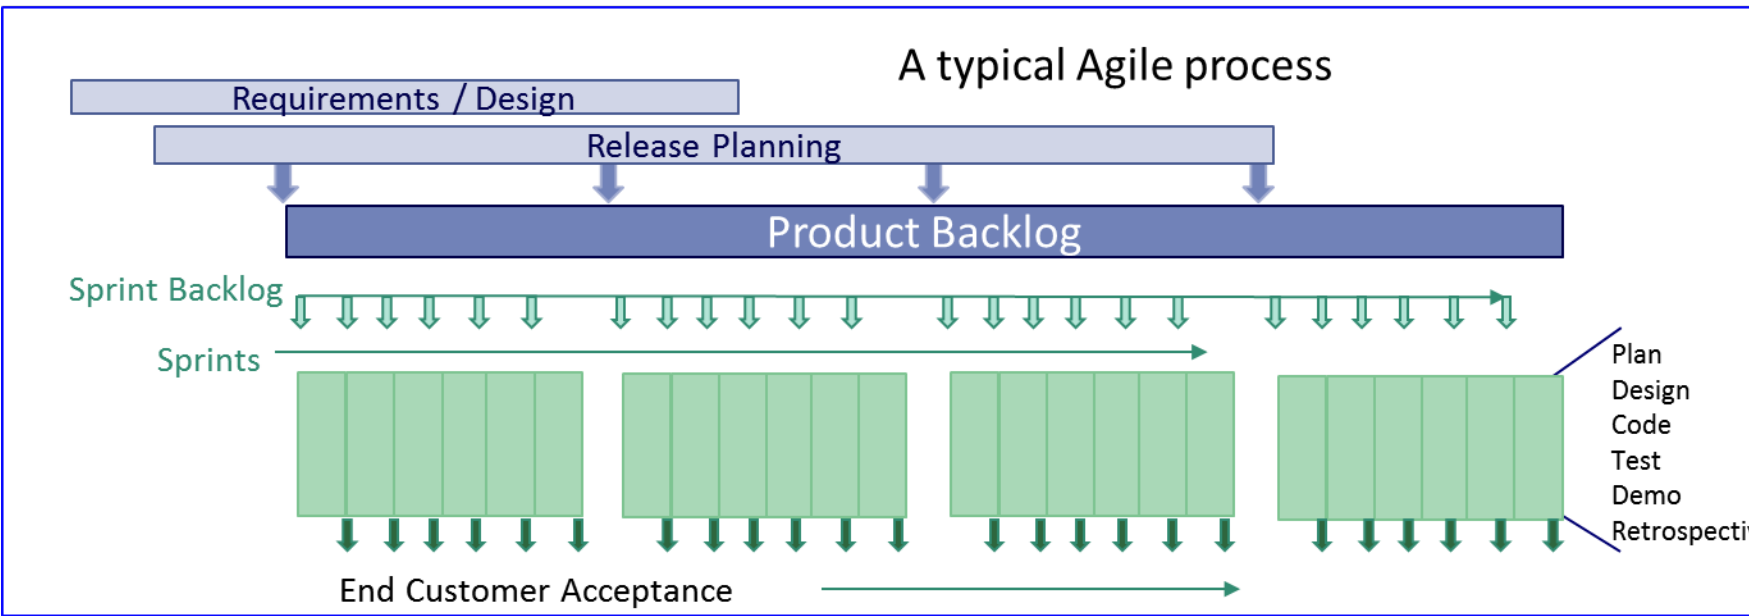 A typical Agile process
Requirements / Design
Release Planning
Product Backlog
Sprint Backlog
Sprints
Plan
Design
Code
Test
Demo
Retrospectiv
End Customer Acceptance